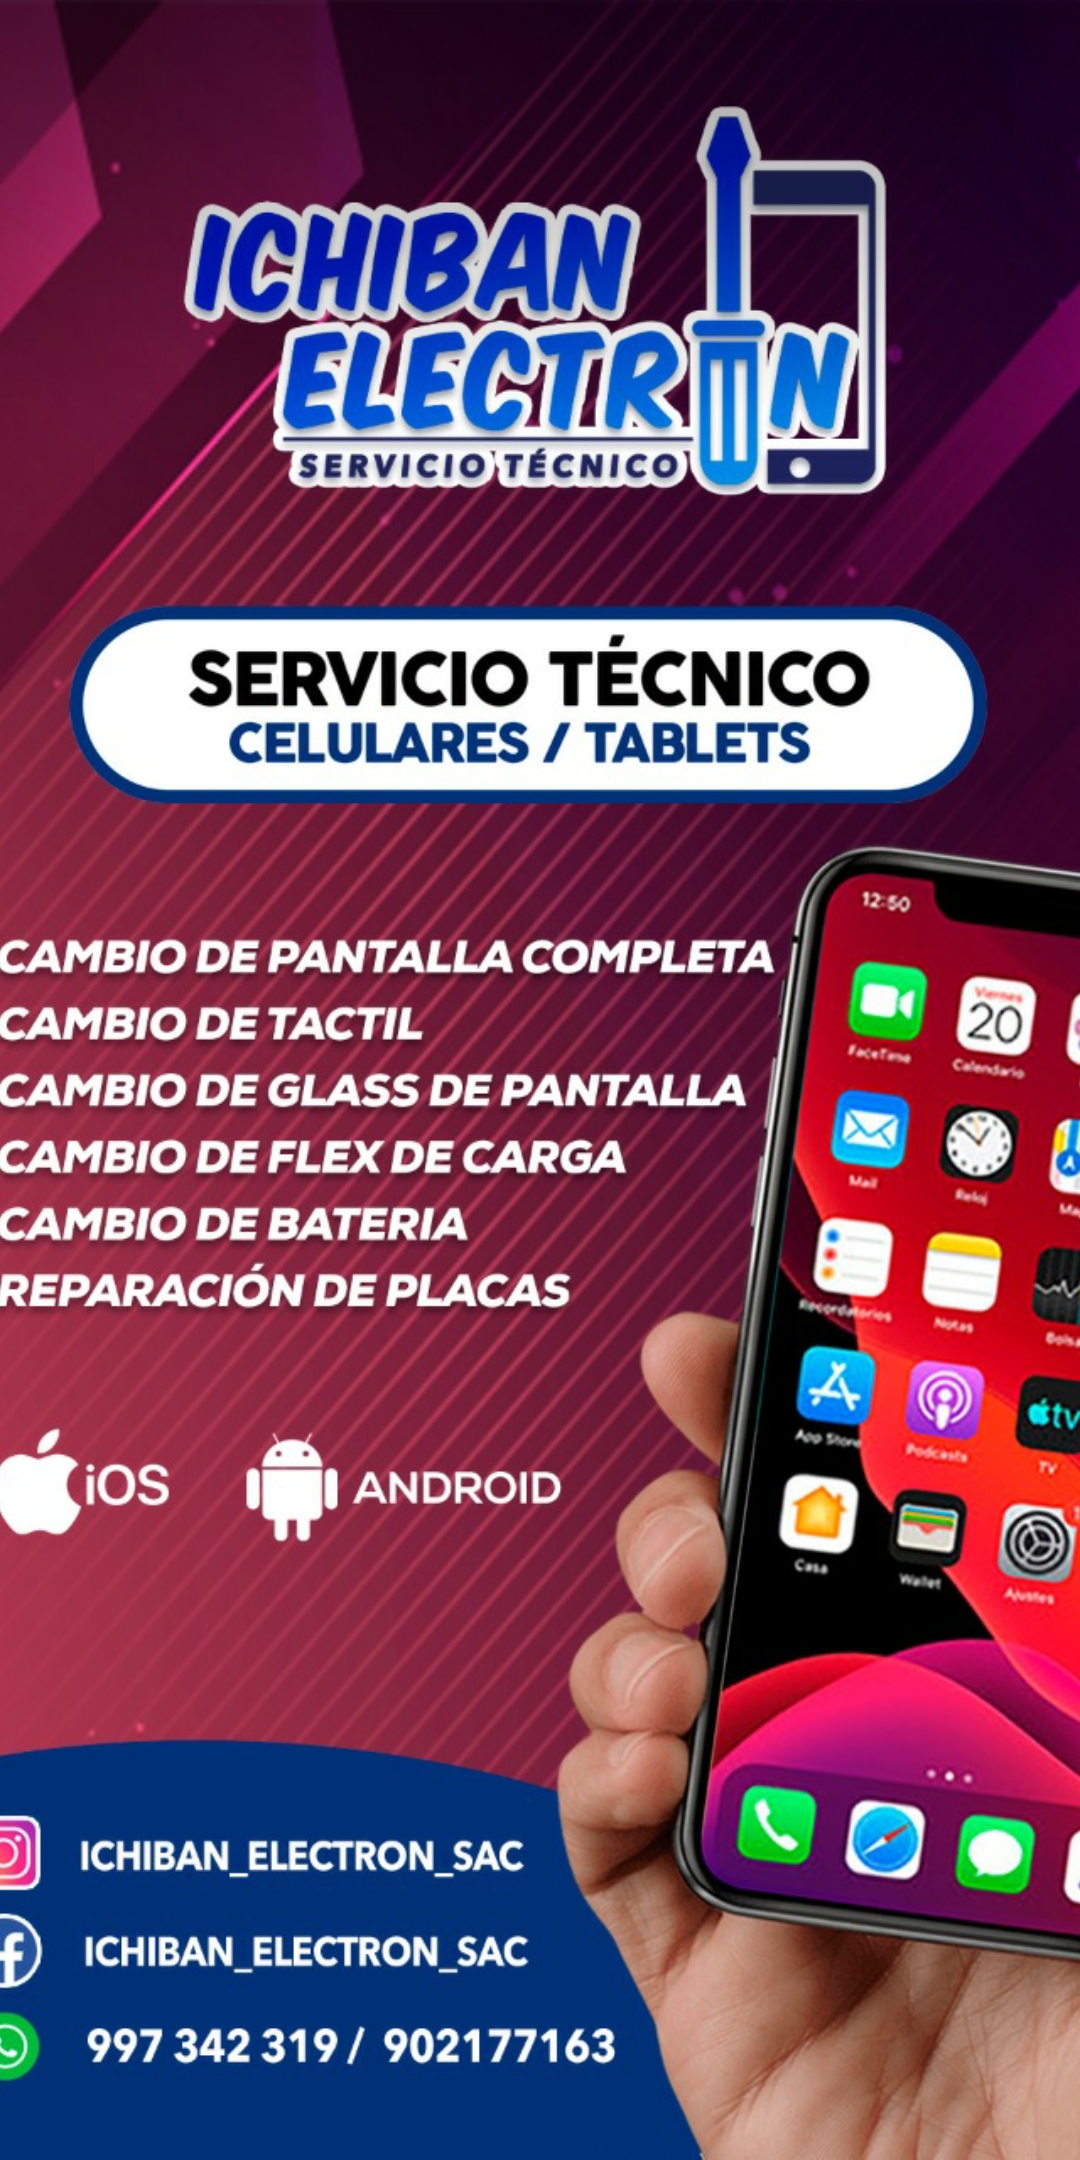 ICHIBAN
ELECTRON
SERVICIO TÉCNICO
SERVICIO TÉCNICO
CELULARES / TABLETS
CAMBIO DE PANTALLA COMPLETA
CAMBIO DE TACTIL
CAMBIO DE GLASS DE PANTALLA
CAMBIO DE FLEX DE CARGA
CAMBIO DE BATERIA
REPARACIÓN DE PLACAS
iOS ANDROID
12:50
Viernes
20
FaceTime Calendario
Mail Reloj
Recordatorios Notas
tv
App Store Podcasts TV
Casa Wallet Ajustes
ICHIBAN_ELECTRON_SAC
ICHIBAN_ELECTRON_SAC
997 342 319 / 902177163